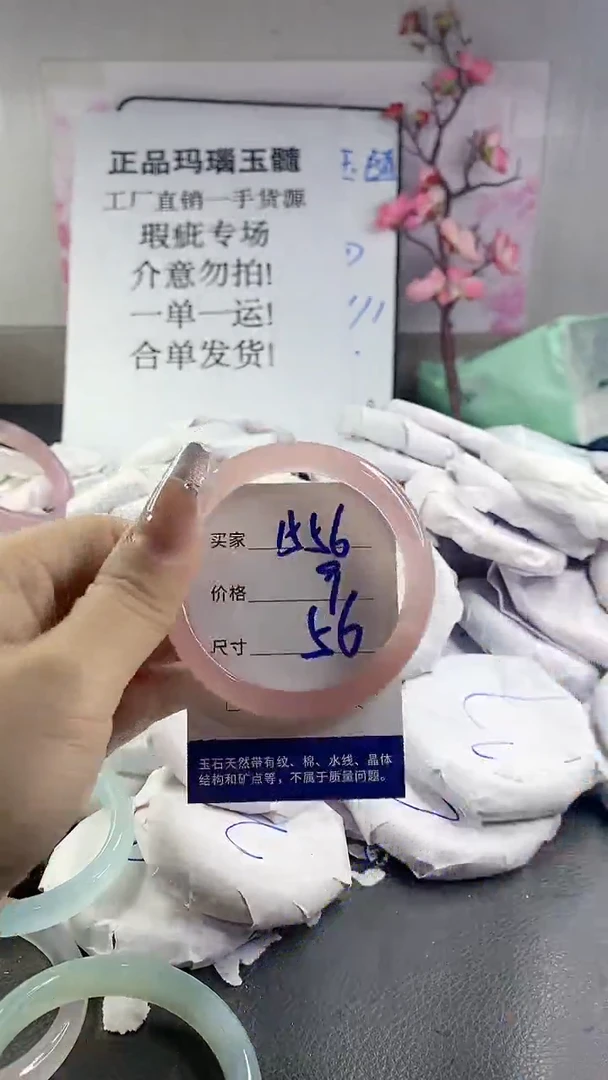 正品玛瑙玉髓
工厂直销一手货源
瑕疵专场
介意勿拍!
一单一运!
合单发货!
玉髓
买家 1556
价格 9
尺寸 56
玉石天然带有纹、棉、水线、晶体
结构和矿点等，不属于质量问题。